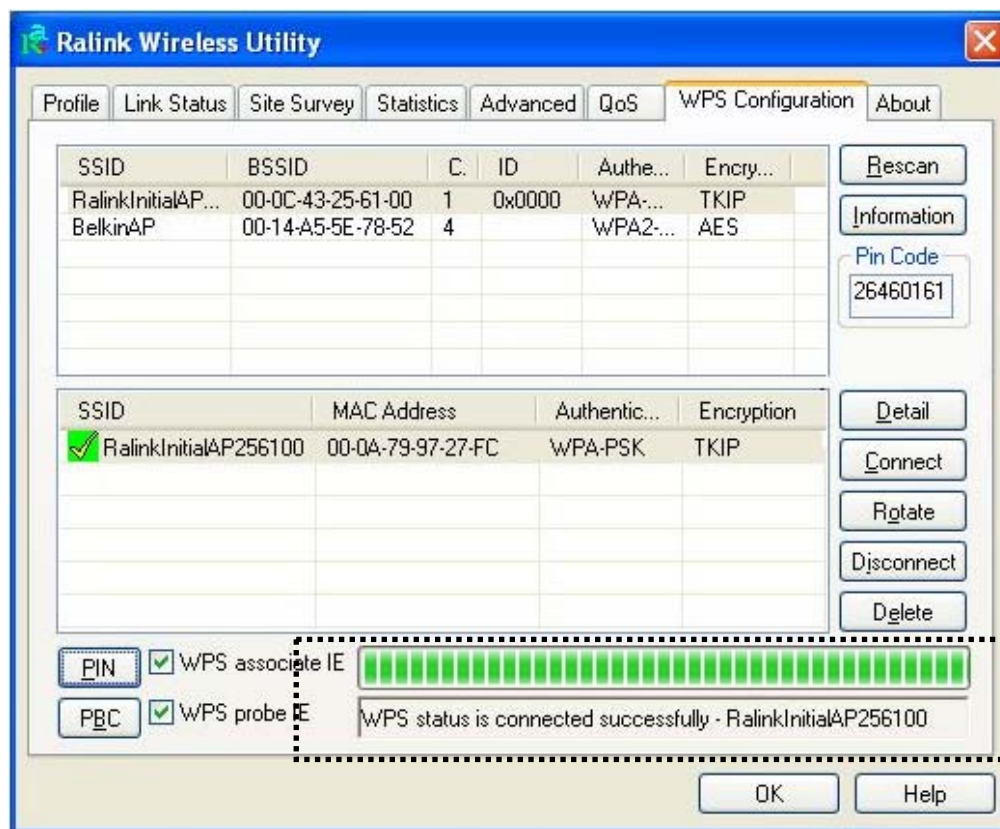 Ralink Wireless Utility
Profile Link Status Site Survey Statistics Advanced QoS WPS Configuration About
SSID BSSID C. ID Authe... Encry...
RalinkInitialAP... 00-0C-43-25-61-00 1 0x0000 WPA-... TKIP
BelkinAP 00-14-A5-5E-78-52 4 WPA2-... AES
Rescan
Information
Pin Code
26460161
SSID MAC Address Authentic... Encryption
RalinkInitialAP256100 00-0A-79-97-27-FC WPA-PSK TKIP
Detail
Connect
Rotate
Disconnect
Delete
PIN WPS associate IE
PBC WPS probe IE WPS status is connected successfully - RalinkInitialAP256100
OK Help